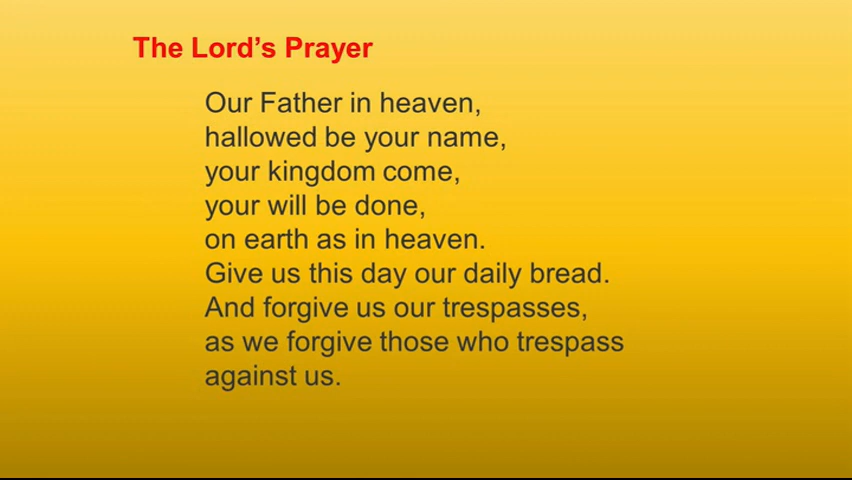 The Lord’s Prayer
Our Father in heaven,
hallowed be your name,
your kingdom come,
your will be done,
on earth as in heaven.
Give us this day our daily bread.
And forgive us our trespasses,
as we forgive those who trespass
against us.